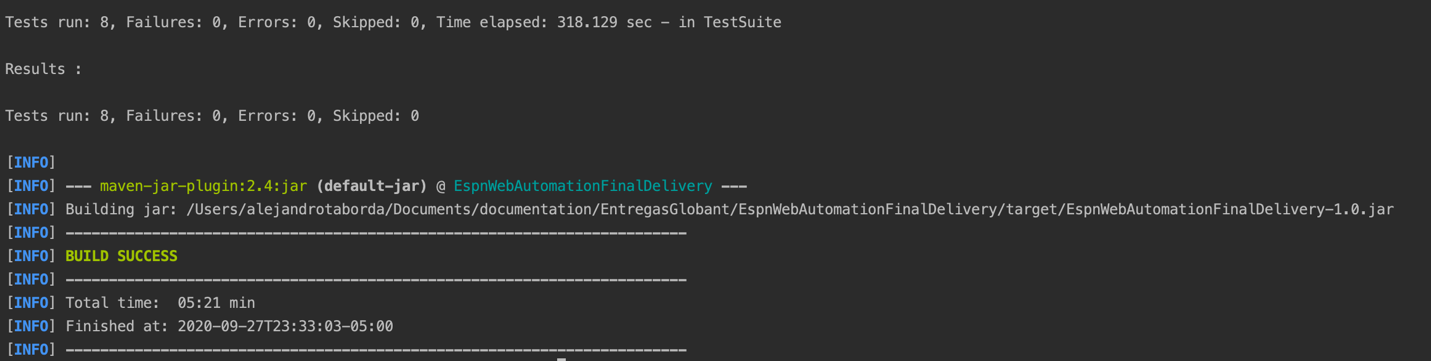 Tests run: 8, Failures: 0, Errors: 0, Skipped: 0, Time elapsed: 318.129 sec - in TestSuite
Results :
Tests run: 8, Failures: 0, Errors: 0, Skipped: 0
[INFO]
[INFO] --- maven-jar-plugin:2.4:jar (default-jar) @ EspnWebAutomationFinalDelivery ---
[INFO] Building jar: /Users/alejandrotaborda/Documents/documentation/EntregasGlobant/EspnWebAutomationFinalDelivery/target/EspnWebAutomationFinalDelivery-1.0.jar
[INFO] ------------------------------------------------------------------------
[INFO] BUILD SUCCESS
[INFO] ------------------------------------------------------------------------
[INFO] Total time:  05:21 min
[INFO] Finished at: 2020-09-27T23:33:03-05:00
[INFO] ------------------------------------------------------------------------